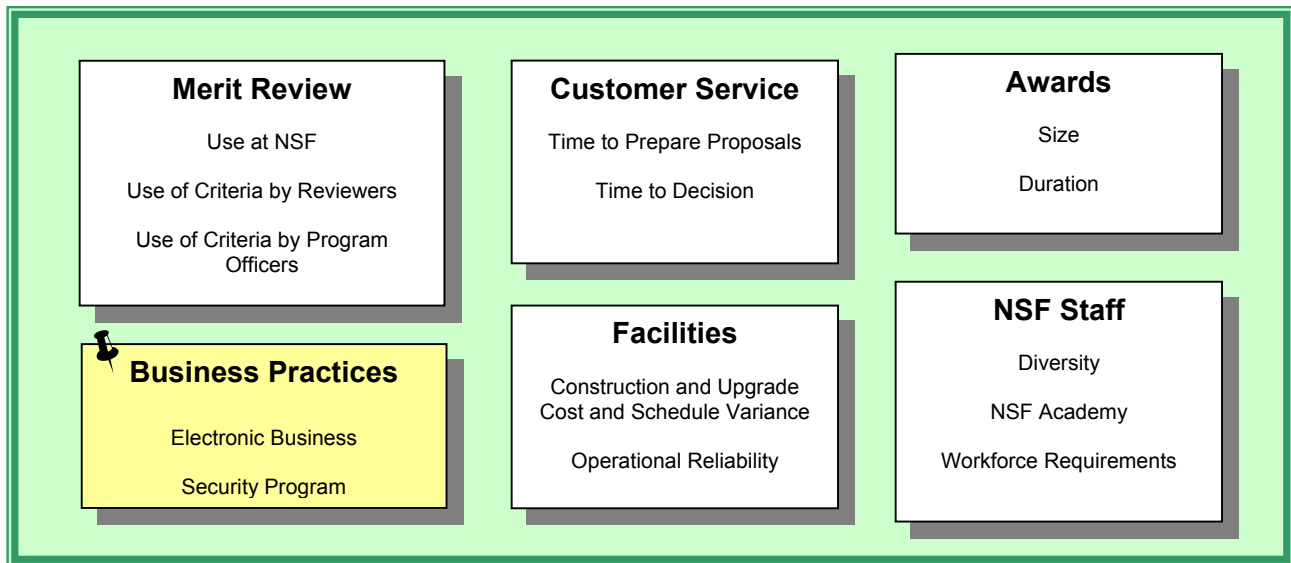 Merit Review
Use at NSF
Use of Criteria by Reviewers
Use of Criteria by Program
Officers
Customer Service
Time to Prepare Proposals
Time to Decision
Awards
Size
Duration
Business Practices
Electronic Business
Security Program
Facilities
Construction and Upgrade
Cost and Schedule Variance
Operational Reliability
NSF Staff
Diversity
NSF Academy
Workforce Requirements